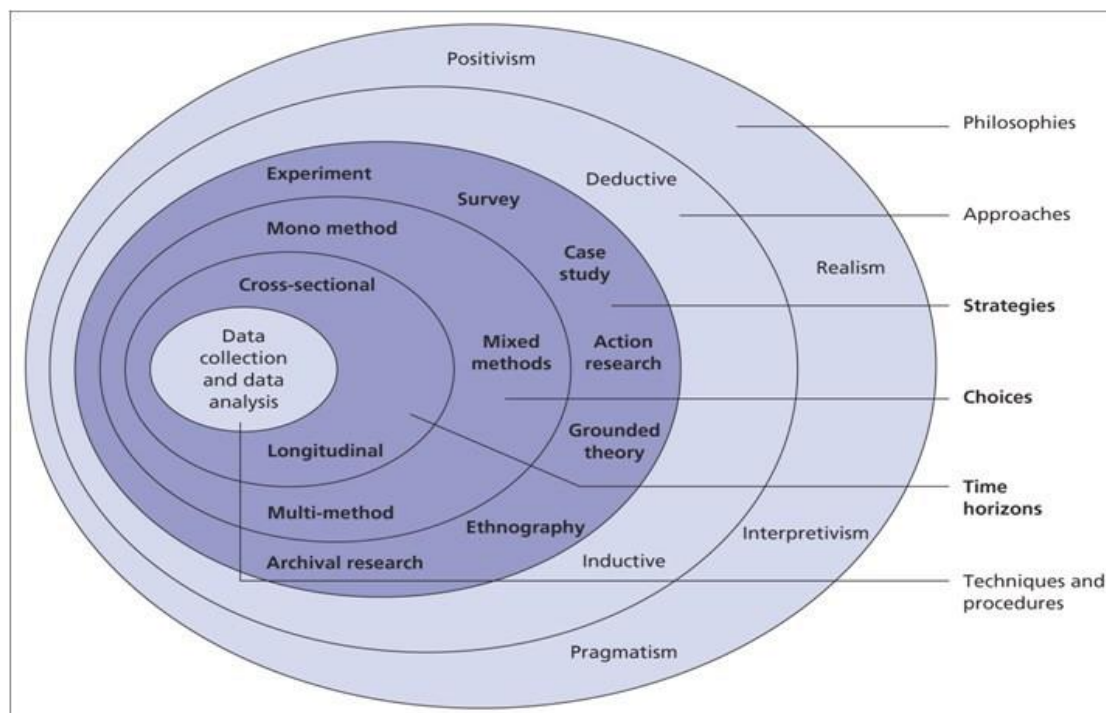 Positivism
Philosophies
Experiment
Deductive
Survey
Approaches
Mono method
Case
study
Realism
Cross-sectional
Strategies
Data
collection
and data
analysis
Mixed
methods
Action
research
Choices
Longitudinal
Grounded
theory
Time
horizons
Multi-method
Ethnography
Interpretivism
Archival research
Inductive
Techniques and
procedures
Pragmatism